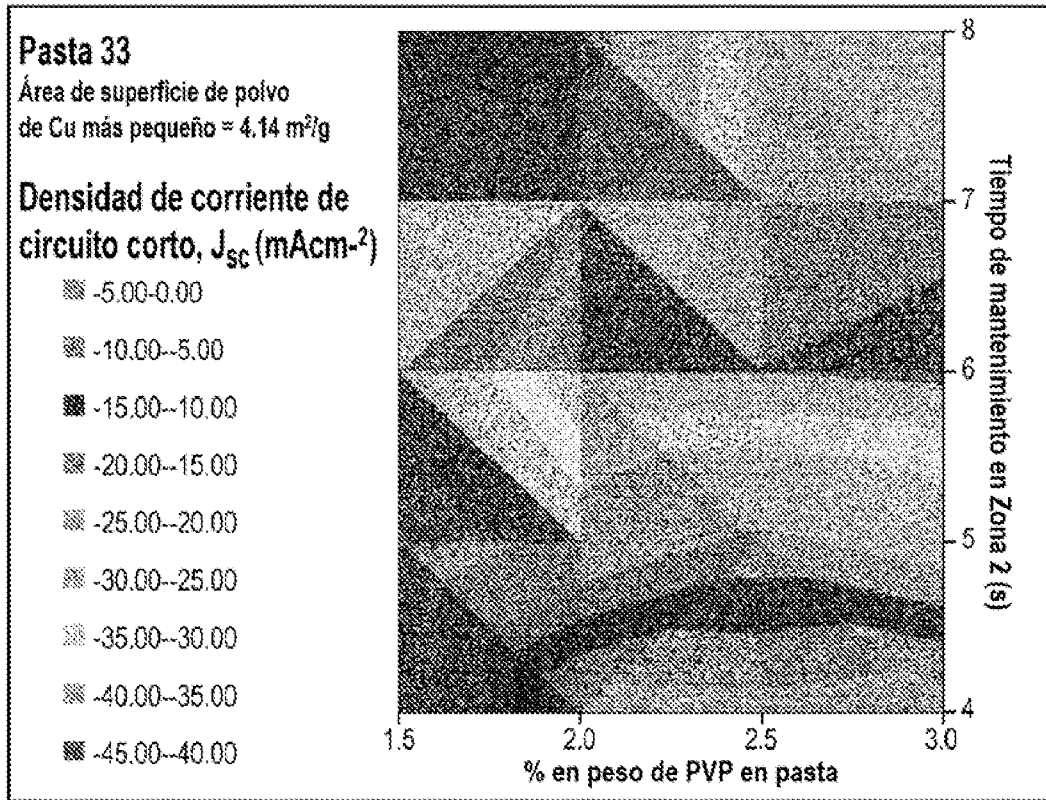 Pasta 33
Área de superficie de polvo
de Cu más pequeño = 4.14 m²/g
Densidad de corriente de
circuito corto, JSC (mAcm-²)
-5.00-0.00
-10.00--5.00
-15.00--10.00
-20.00--15.00
-25.00--20.00
-30.00--25.00
-35.00--30.00
-40.00--35.00
-45.00--40.00
8
7
6
5
4
Tiempo de mantenimiento en Zona 2 (s)
1.5 2.0 2.5 3.0
% en peso de PVP en pasta